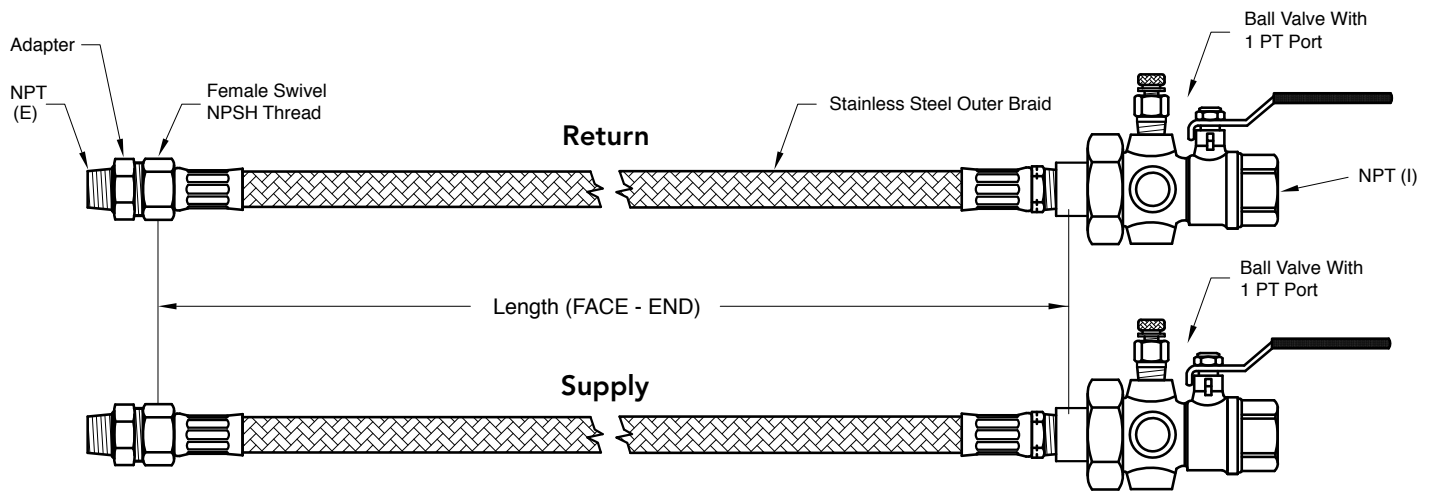 Adapter
NPT
(E)
Female Swivel
NPSH Thread
Return
Stainless Steel Outer Braid
Ball Valve With
1 PT Port
NPT (I)
Length (FACE - END)
Ball Valve With
1 PT Port
Supply